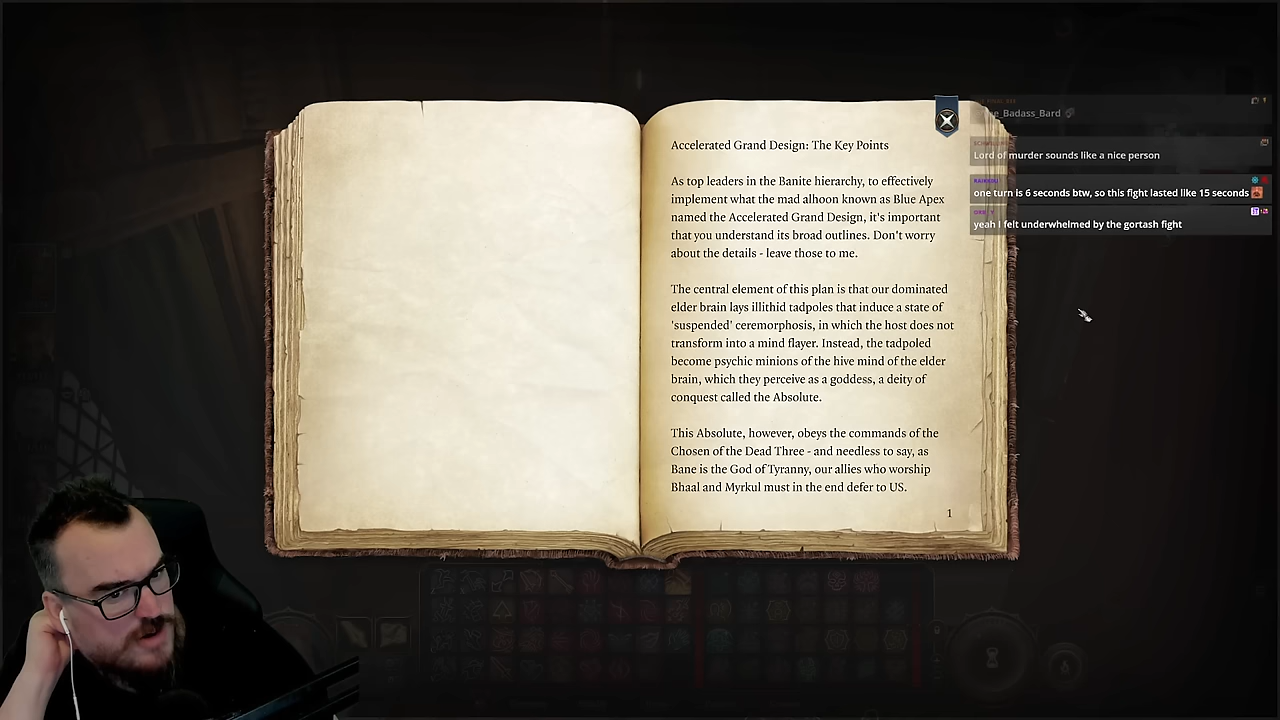 Accelerated Grand Design: The Key Points
As top leaders in the Banite hierarchy, to effectively
implement what the mad alhoon known as Blue Apex
named the Accelerated Grand Design, it's important
that you understand its broad outlines. Don't worry
about the details - leave those to me.
The central element of this plan is that our dominated
elder brain lays illithid tadpoles that induce a state of
'suspended' ceremorphosis, in which the host does not
transform into a mind flayer. Instead, the tadpoled
become psychic minions of the hive mind of the elder
brain, which they perceive as a goddess, a deity of
conquest called the Absolute.
This Absolute, however, obeys the commands of the
Chosen of the Dead Three - and needless to say, as
Bane is the God of Tyranny, our allies who worship
Bhaal and Myrkul must in the end defer to US.
1
_Badass_Bard
Lord of murder sounds like a nice person
one turn is 6 seconds btw, so this fight lasted like 15 seconds
yeah i felt underwhelmed by the gortash fight